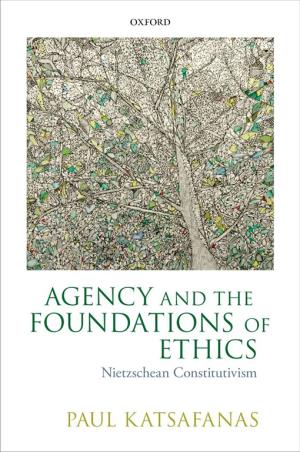 OXFORD
AGENCY AND THE
FOUNDATIONS OF
ETHICS
Nietzschean Constitutivism
PAUL KATSAFANAS